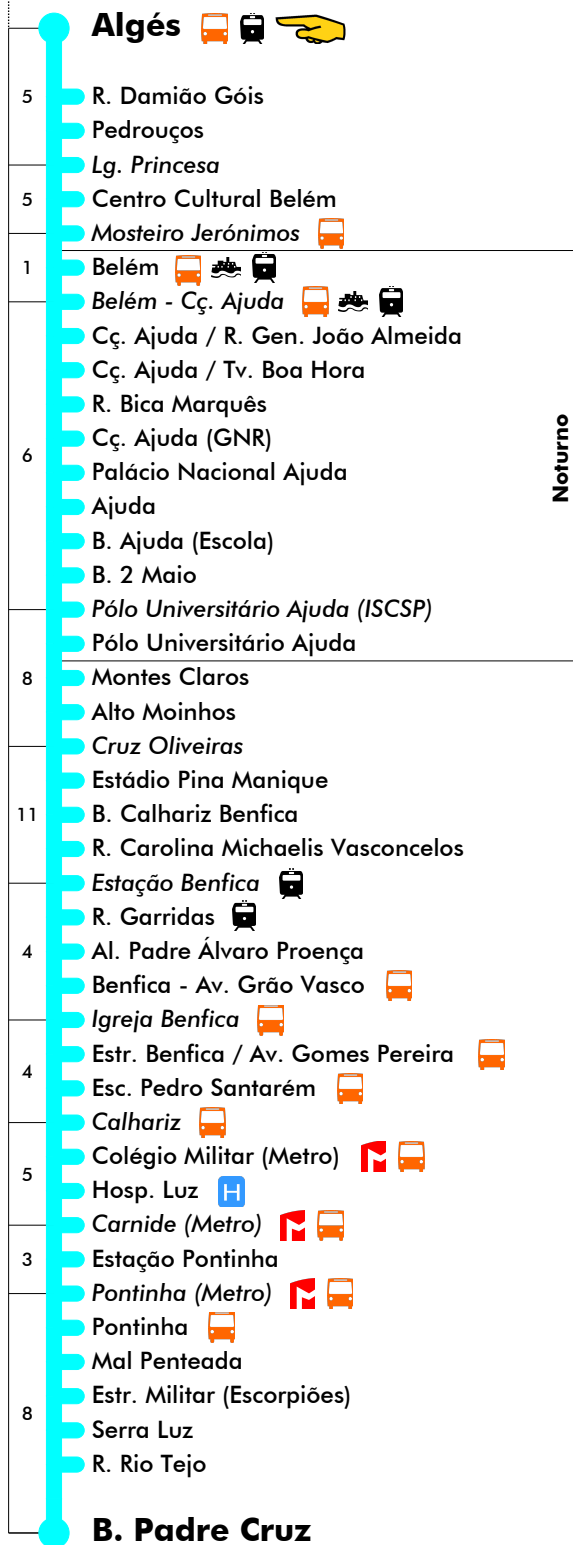 Algés
5
R. Damião Góis
Pedrouços
Lg. Princesa
5
Centro Cultural Belém
Mosteiro Jerónimos
1
Belém
Belém - Cç. Ajuda
Cç. Ajuda / R. Gen. João Almeida
Cç. Ajuda / Tv. Boa Hora
R. Bica Marquês
Cç. Ajuda (GNR)
6
Palácio Nacional Ajuda
Ajuda
B. Ajuda (Escola)
B. 2 Maio
Pólo Universitário Ajuda (ISCSP)
Pólo Universitário Ajuda
Noturno
8
Montes Claros
Alto Moinhos
Cruz Oliveiras
Estádio Pina Manique
11
B. Calhariz Benfica
R. Carolina Michaelis Vasconcelos
Estação Benfica
R. Garridas
4
Al. Padre Álvaro Proença
Benfica - Av. Grão Vasco
Igreja Benfica
Estr. Benfica / Av. Gomes Pereira
4
Esc. Pedro Santarém
Calhariz
Colégio Militar (Metro)
5
Hosp. Luz H
Carnide (Metro)
3
Estação Pontinha
Pontinha (Metro)
Pontinha
Mal Penteada
Estr. Militar (Escorpiões)
8
Serra Luz
R. Rio Tejo
B. Padre Cruz